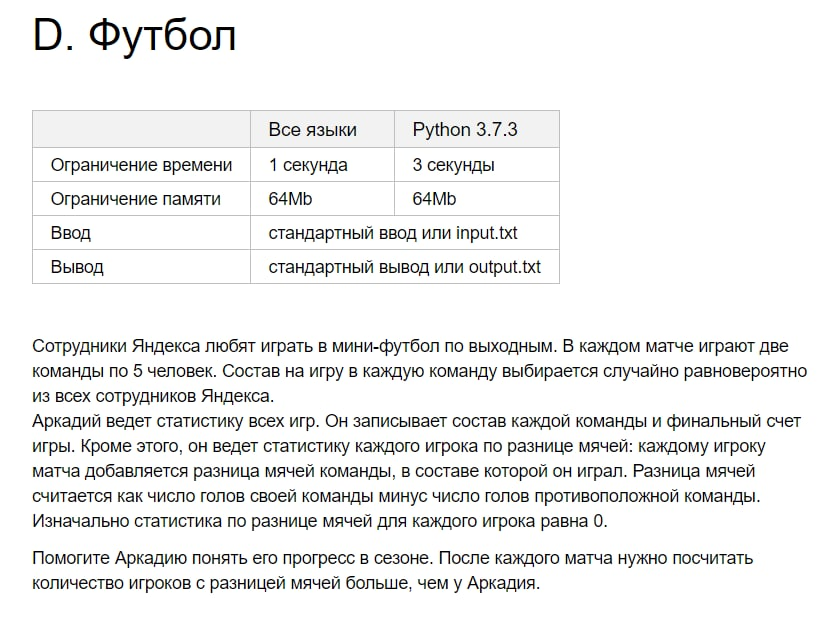 D. Футбол
Все языки Python 3.7.3
Ограничение времени 1 секунда 3 секунды
Ограничение памяти 64Mb 64Mb
Ввод стандартный ввод или input.txt
Вывод стандартный вывод или output.txt
Сотрудники Яндекса любят играть в мини-футбол по выходным. В каждом матче играют две
команды по 5 человек. Состав на игру в каждую команду выбирается случайно равновероятно
из всех сотрудников Яндекса.
Аркадий ведет статистику всех игр. Он записывает состав каждой команды и финальный счет
игры. Кроме этого, он ведет статистику каждого игрока по разнице мячей: каждому игроку
матча добавляется разница мячей команды, в составе которой он играл. Разница мячей
считается как число голов своей команды минус число голов противоположной команды.
Изначально статистика по разнице мячей для каждого игрока равна 0.
Помогите Аркадию понять его прогресс в сезоне. После каждого матча нужно посчитать
количество игроков с разницей мячей больше, чем у Аркадия.